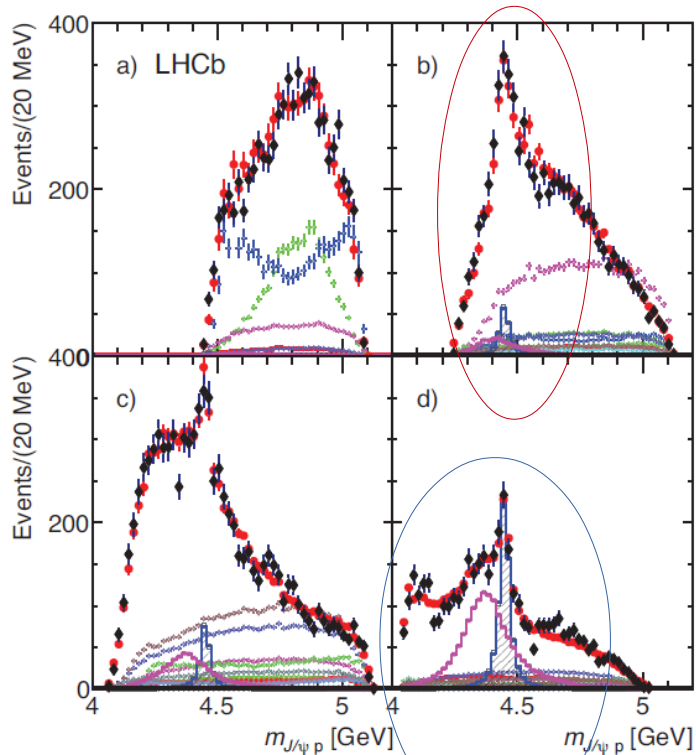 Events/(20 MeV)
400
200
a) LHCb
b)
Events/(20 MeV)
400
200
0
c)
d)
4 4.5 5 4 4.5 5
m_{J/ψ p} [GeV] m_{J/ψ p} [GeV]